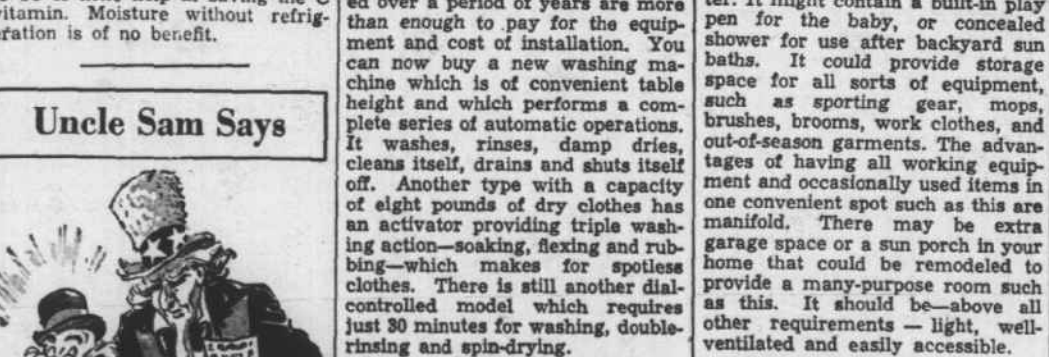 vitamin. Moisture without refrig-
eration is of no benefit.
Uncle Sam Says
ed over a period of years are more
than enough to pay for the equip-
ment and cost of installation. You
can now buy a new washing ma-
chine which is of convenient table
height and which performs a com-
plete series of automatic operations.
It washes, rinses, damp dries,
cleans itself, drains and shuts itself
off. Another type with a capacity
of eight pounds of dry clothes has
an activator providing triple wash-
ing action—soaking, flexing and rub-
bing—which makes for spotless
clothes. There is still another dial-
controlled model which requires
just 30 minutes for washing, double-
rinsing and spin-drying.
ter. It might contain a built-in play
pen for the baby, or concealed
shower for use after backyard sun
baths. It could provide storage
space for all sorts of equipment,
such as sporting gear, mops,
brushes, brooms, work clothes, and
out-of-season garments. The advan-
tages of having all working equip-
ment and occasionally used items in
one convenient spot such as this are
manifold. There may be extra
garage space or a sun porch in your
home that could be remodeled to
provide a many-purpose room such
as this. It should be—above all
other requirements — light, well-
ventilated and easily accessible.